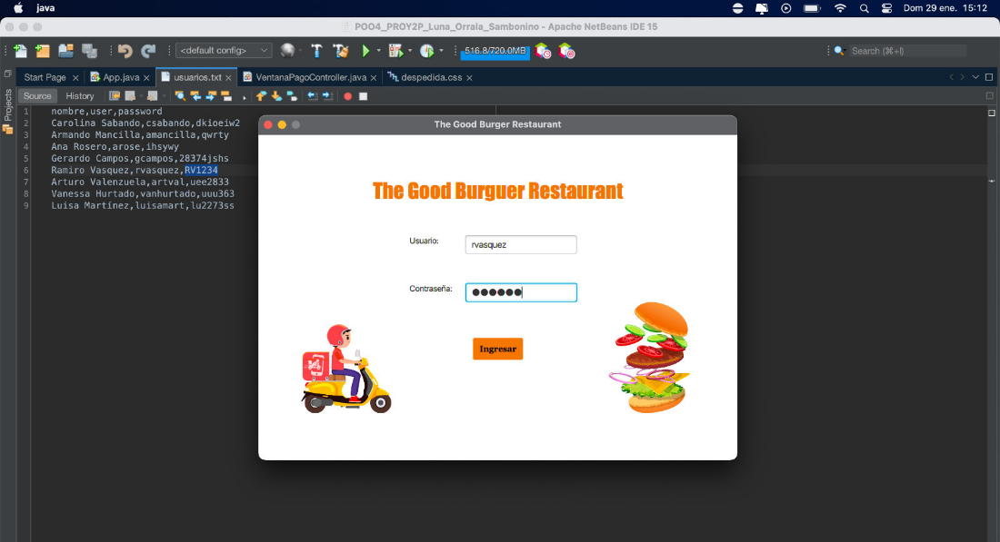 java
Dom 29 ene. 15:12
POO4_PROY2P_Luna_Orrala_Sambonino - Apache NetBeans IDE 15
<default config>
516.8/720.0MB
Search (⌘+I)
Start Page
App.java
usuarios.txt
VentanaPagoController.java
despedida.css
Source
History
Projects
1 nombre,user,password
2 Carolina Sabando,csabando,dkioeiw2
3 Armando Mancilla,amancilla,qwrty
4 Ana Rosero,arose,ihsywy
5 Gerardo Campos,gcampos,28374jshs
6 Ramiro Vasquez,rvasquez,RV1234
7 Arturo Valenzuela,artval,uee2833
8 Vanessa Hurtado,vanhurtado,uuu363
9 Luisa Martínez,luisamart,lu2273ss
The Good Burger Restaurant
The Good Burguer Restaurant
Usuario:
rvasquez
Contraseña:
●●●●●●
Ingresar